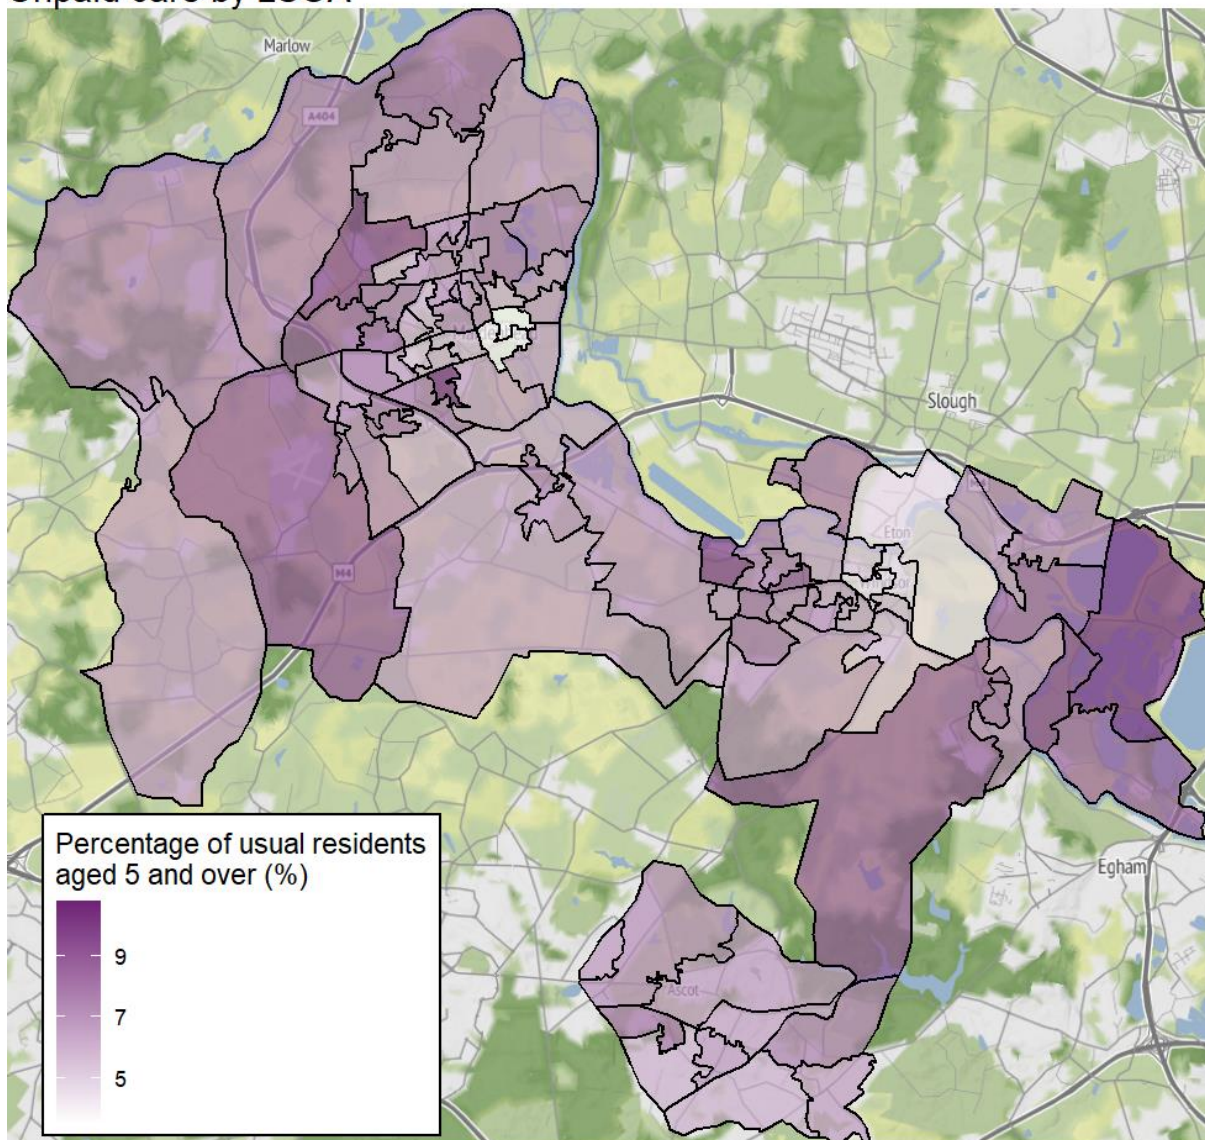 Unpaid care by LSOA
Marlow
A404
Slough
M4
Eton
M4
Egham
Ascot
Percentage of usual residents
aged 5 and over (%)
9
7
5